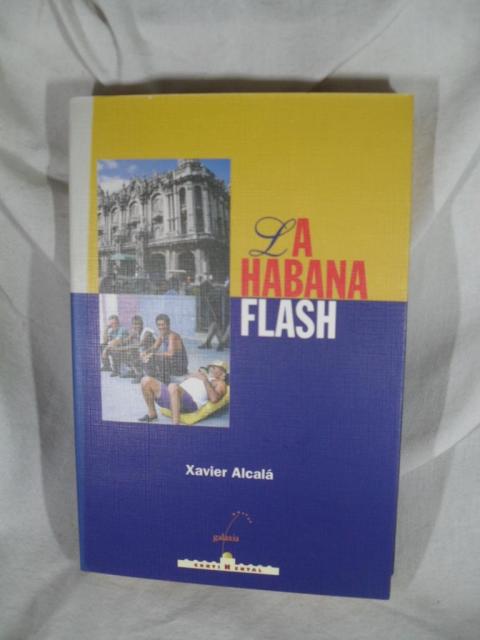 LA
HABANA
FLASH
Xavier Alcalá
galaxia
CONTINENTAL